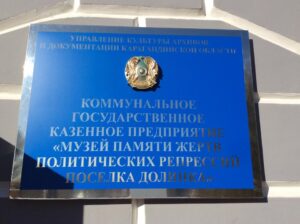 УПРАВЛЕНИЕ КУЛЬТУРЫ АРХИВОВ
И ДОКУМЕНТАЦИИ КАРАГАНДИНСКОЙ ОБЛАСТИ
КОММУНАЛЬНОЕ
ГОСУДАРСТВЕННОЕ
КАЗЕННОЕ ПРЕДПРИЯТИЕ
«МУЗЕЙ ПАМЯТИ ЖЕРТВ
ПОЛИТИЧЕСКИХ РЕПРЕССИЙ
ПОСЕЛКА ДОЛИНКА»